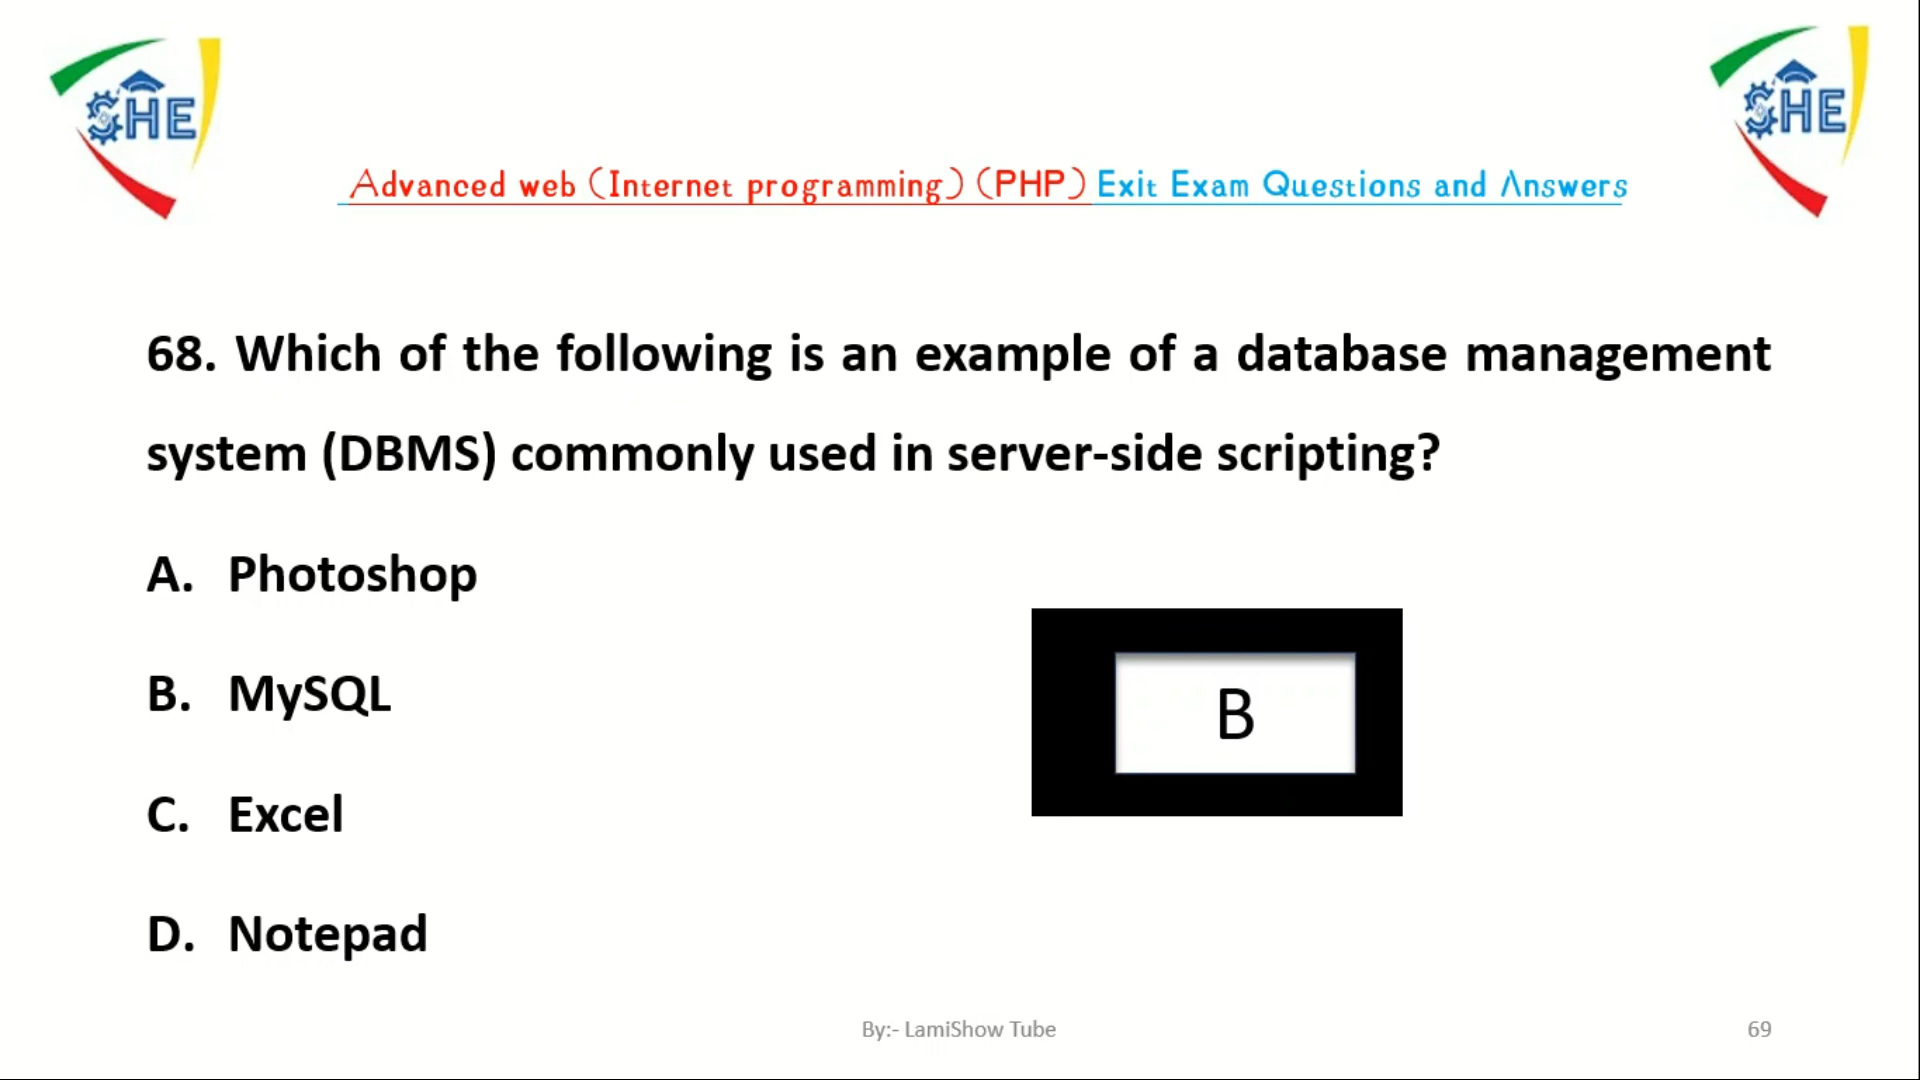 SHE
SHE
Advanced web (Internet programming) (PHP) Exit Exam Questions and Answers
68. Which of the following is an example of a database management
system (DBMS) commonly used in server-side scripting?
A. Photoshop
B. MySQL
B
C. Excel
D. Notepad
By:- LamiShow Tube
69